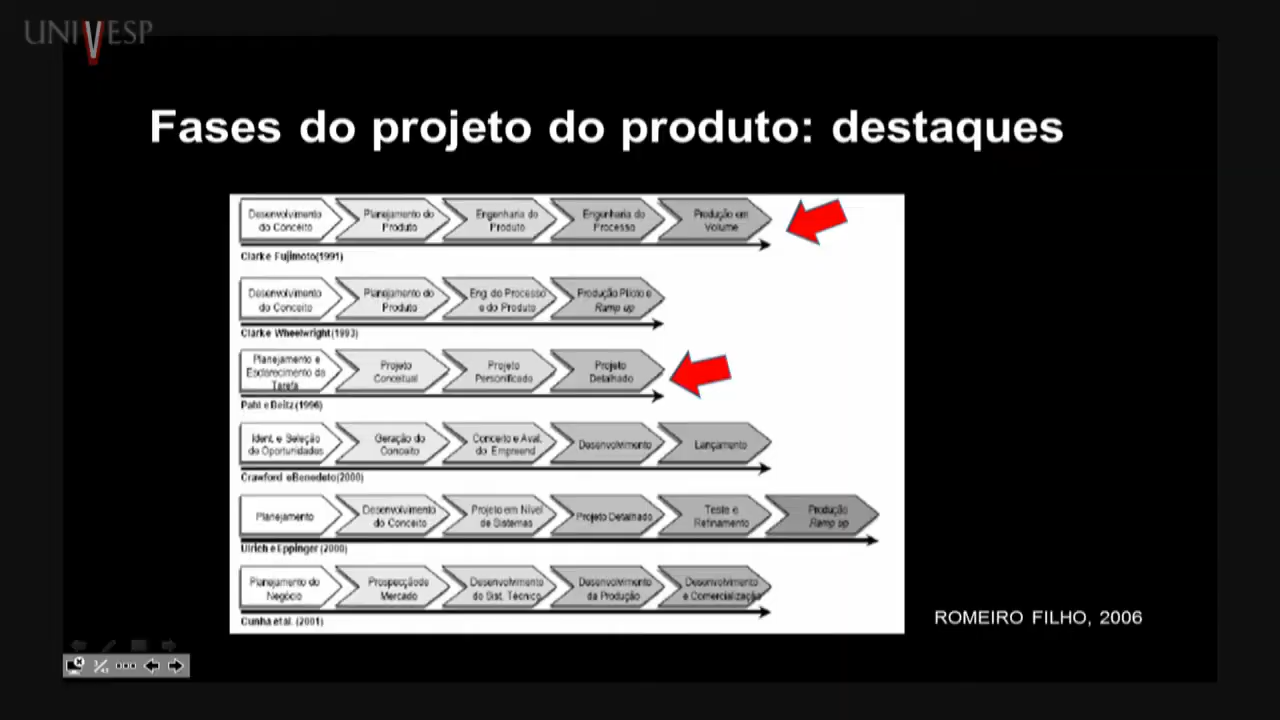 UNIVESP
Fases do projeto do produto: destaques
Desenvolvimento
do Conceito
Planejamento do
Produto
Engenharia do
Produto
Engenharia do
Processo
Produção em
Volume
Clark e Fujimoto (1991)
Desenvolvimento
do Conceito
Planejamento do
Produto
Eng. do Processo
e do Produto
Produção Piloto e
Ramp up
Clark e Wheelwright (1993)
Planejamento e
Esclarecimento da
Tarefa
Projeto
Conceitual
Projeto
Personificado
Projeto
Detalhado
Pahl e Beitz (1996)
Ident. e Seleção
de Oportunidades
Geração do
Conceito
Conceito e Aval.
do Empreend
Desenvolvimento
Lançamento
Crawford e Benedeto (2000)
Planejamento
Desenvolvimento
do Conceito
Projeto em Nível
de Sistemas
Projeto Detalhado
Teste e
Refinamento
Produção
Ramp up
Ulrich e Eppinger (2000)
Planejamento do
Negócio
Prospecção de
Mercado
Desenvolvimento
do Sist. Técnico
Desenvolvimento
da Produção
Desenvolvimento
e Comercialização
Cunha et al. (2001)
ROMEIRO FILHO, 2006